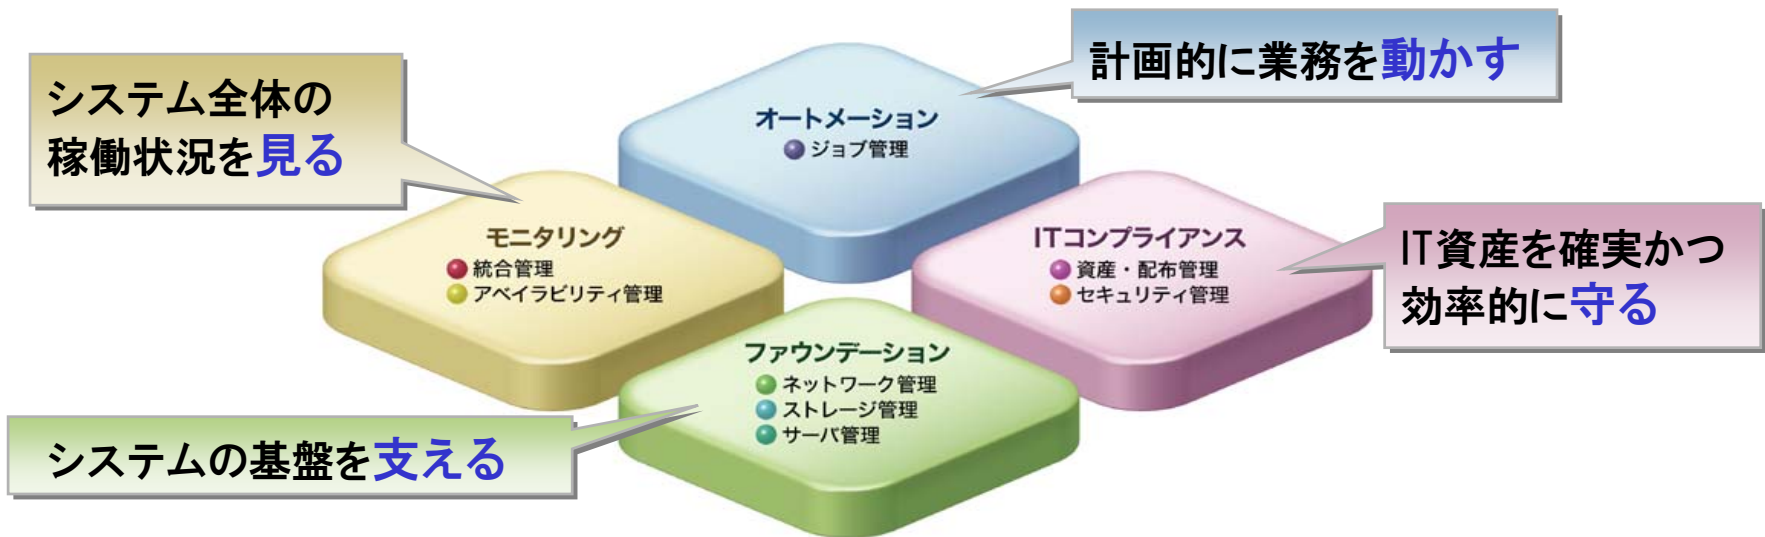 計画的に業務を動かす
システム全体の
稼働状況を見る
オートメーション
ジョブ管理
モニタリング
統合管理
アベイラビリティ管理
ITコンプライアンス
資産・配布管理
セキュリティ管理
IT資産を確実かつ
効率的に守る
ファウンデーション
ネットワーク管理
ストレージ管理
サーバ管理
システムの基盤を支える